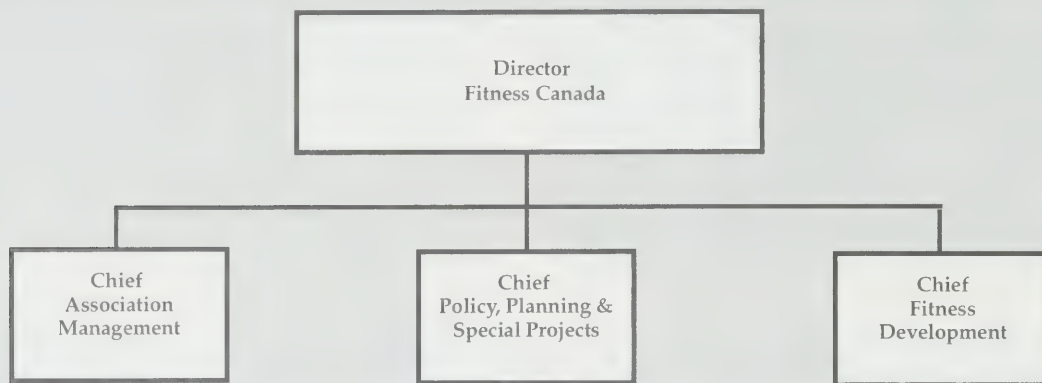 Director
Fitness Canada
Chief
Association
Management
Chief
Policy, Planning &
Special Projects
Chief
Fitness
Development